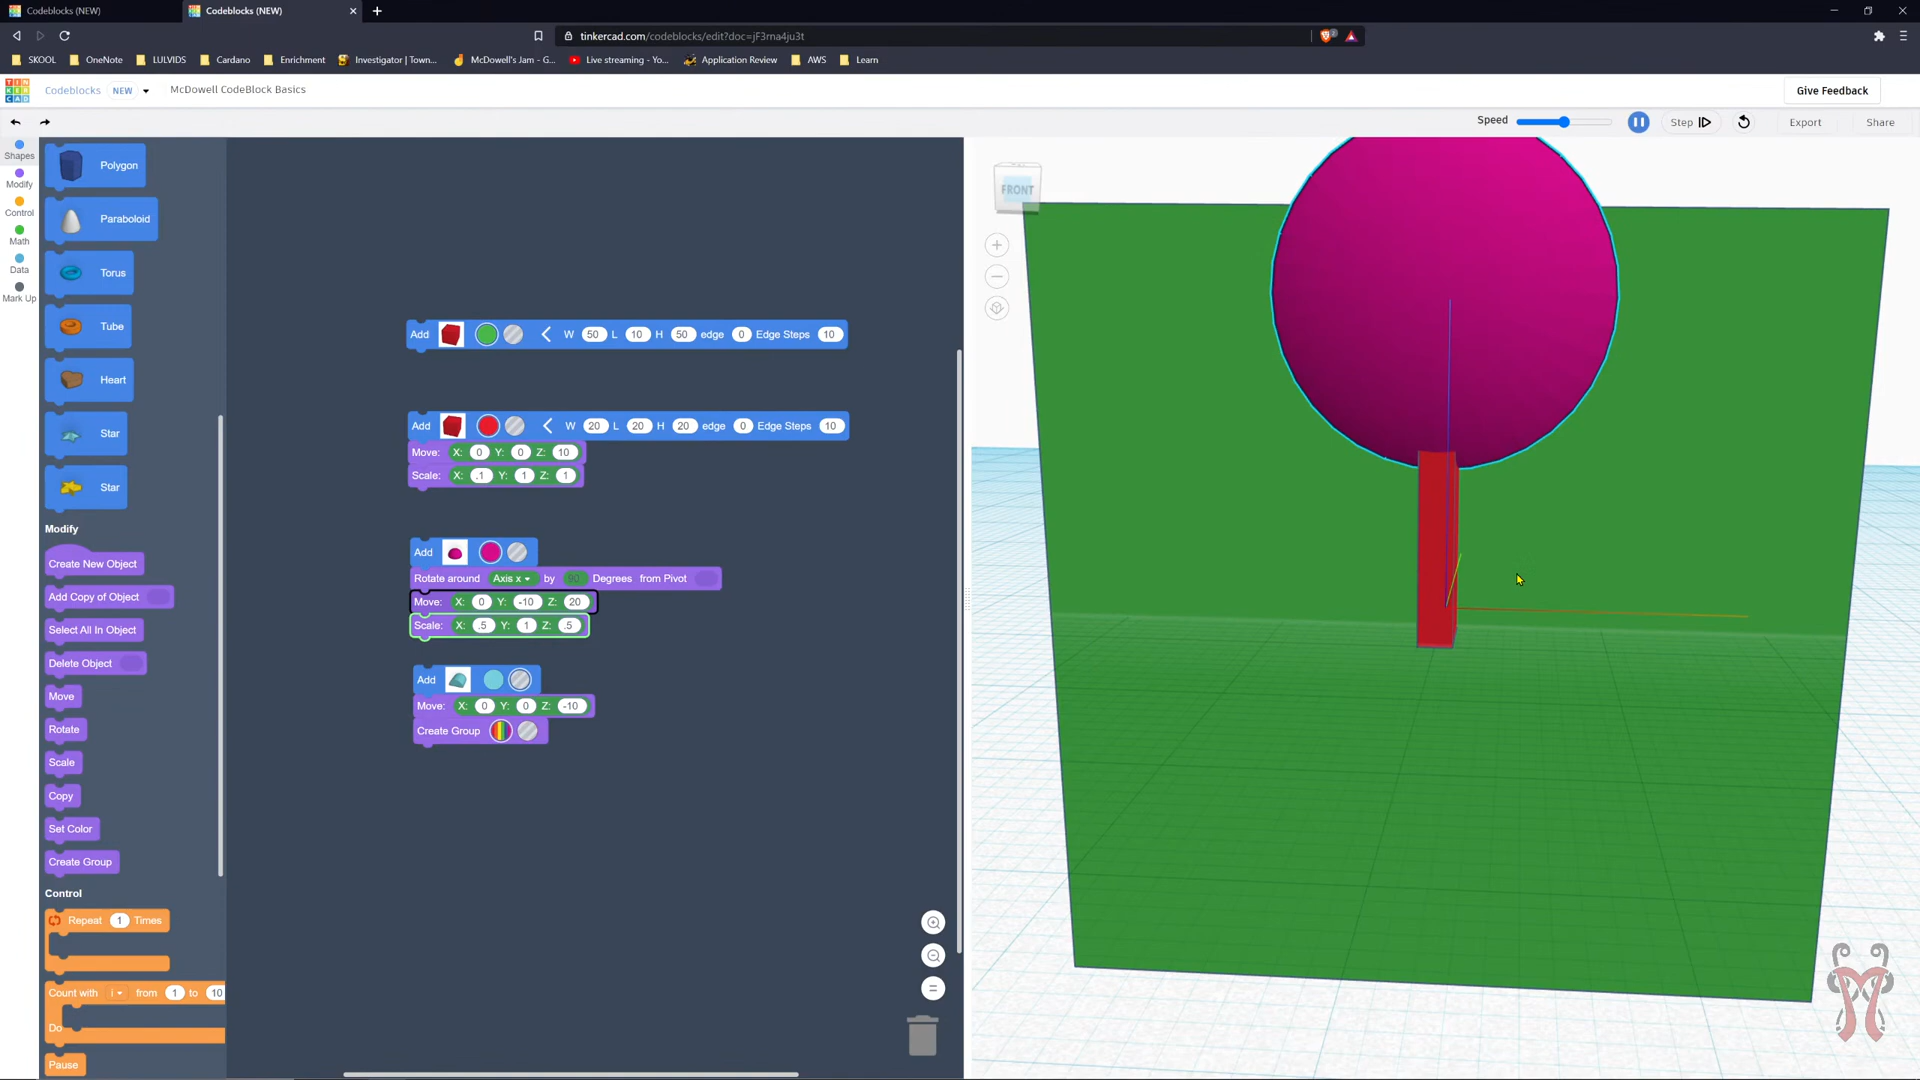 Codeblocks (NEW)
Codeblocks (NEW)
tinkercad.com/codeblocks/edit?doc=jF3rna4ju3t
2
SKOOL
OneNote
LULVIDS
Cardano
Enrichment
Investigator | Town...
McDowell's Jam - G...
Live streaming - Yo...
Application Review
AWS
Learn
TIN
KER
CAD
Codeblocks
NEW
McDowell CodeBlock Basics
Give Feedback
Speed
Step
Export
Share
Shapes
Modify
Control
Math
Data
Mark Up
Polygon
Paraboloid
Torus
Tube
Heart
Star
Star
Modify
Create New Object
Add Copy of Object
Select All In Object
Delete Object
Move
Rotate
Scale
Copy
Set Color
Create Group
Control
Repeat 1 Times
Count with i from 1 to 10
Do
Pause
Add W 50 L 10 H 50 edge 0 Edge Steps 10
Add W 20 L 20 H 20 edge 0 Edge Steps 10
Move: X: 0 Y: 0 Z: 10
Scale: X: .1 Y: 1 Z: 1
Add
Rotate around Axis x by 90 Degrees from Pivot
Move: X: 0 Y: -10 Z: 20
Scale: X: .5 Y: 1 Z: .5
Add
Move: X: 0 Y: 0 Z: -10
Create Group
FRONT